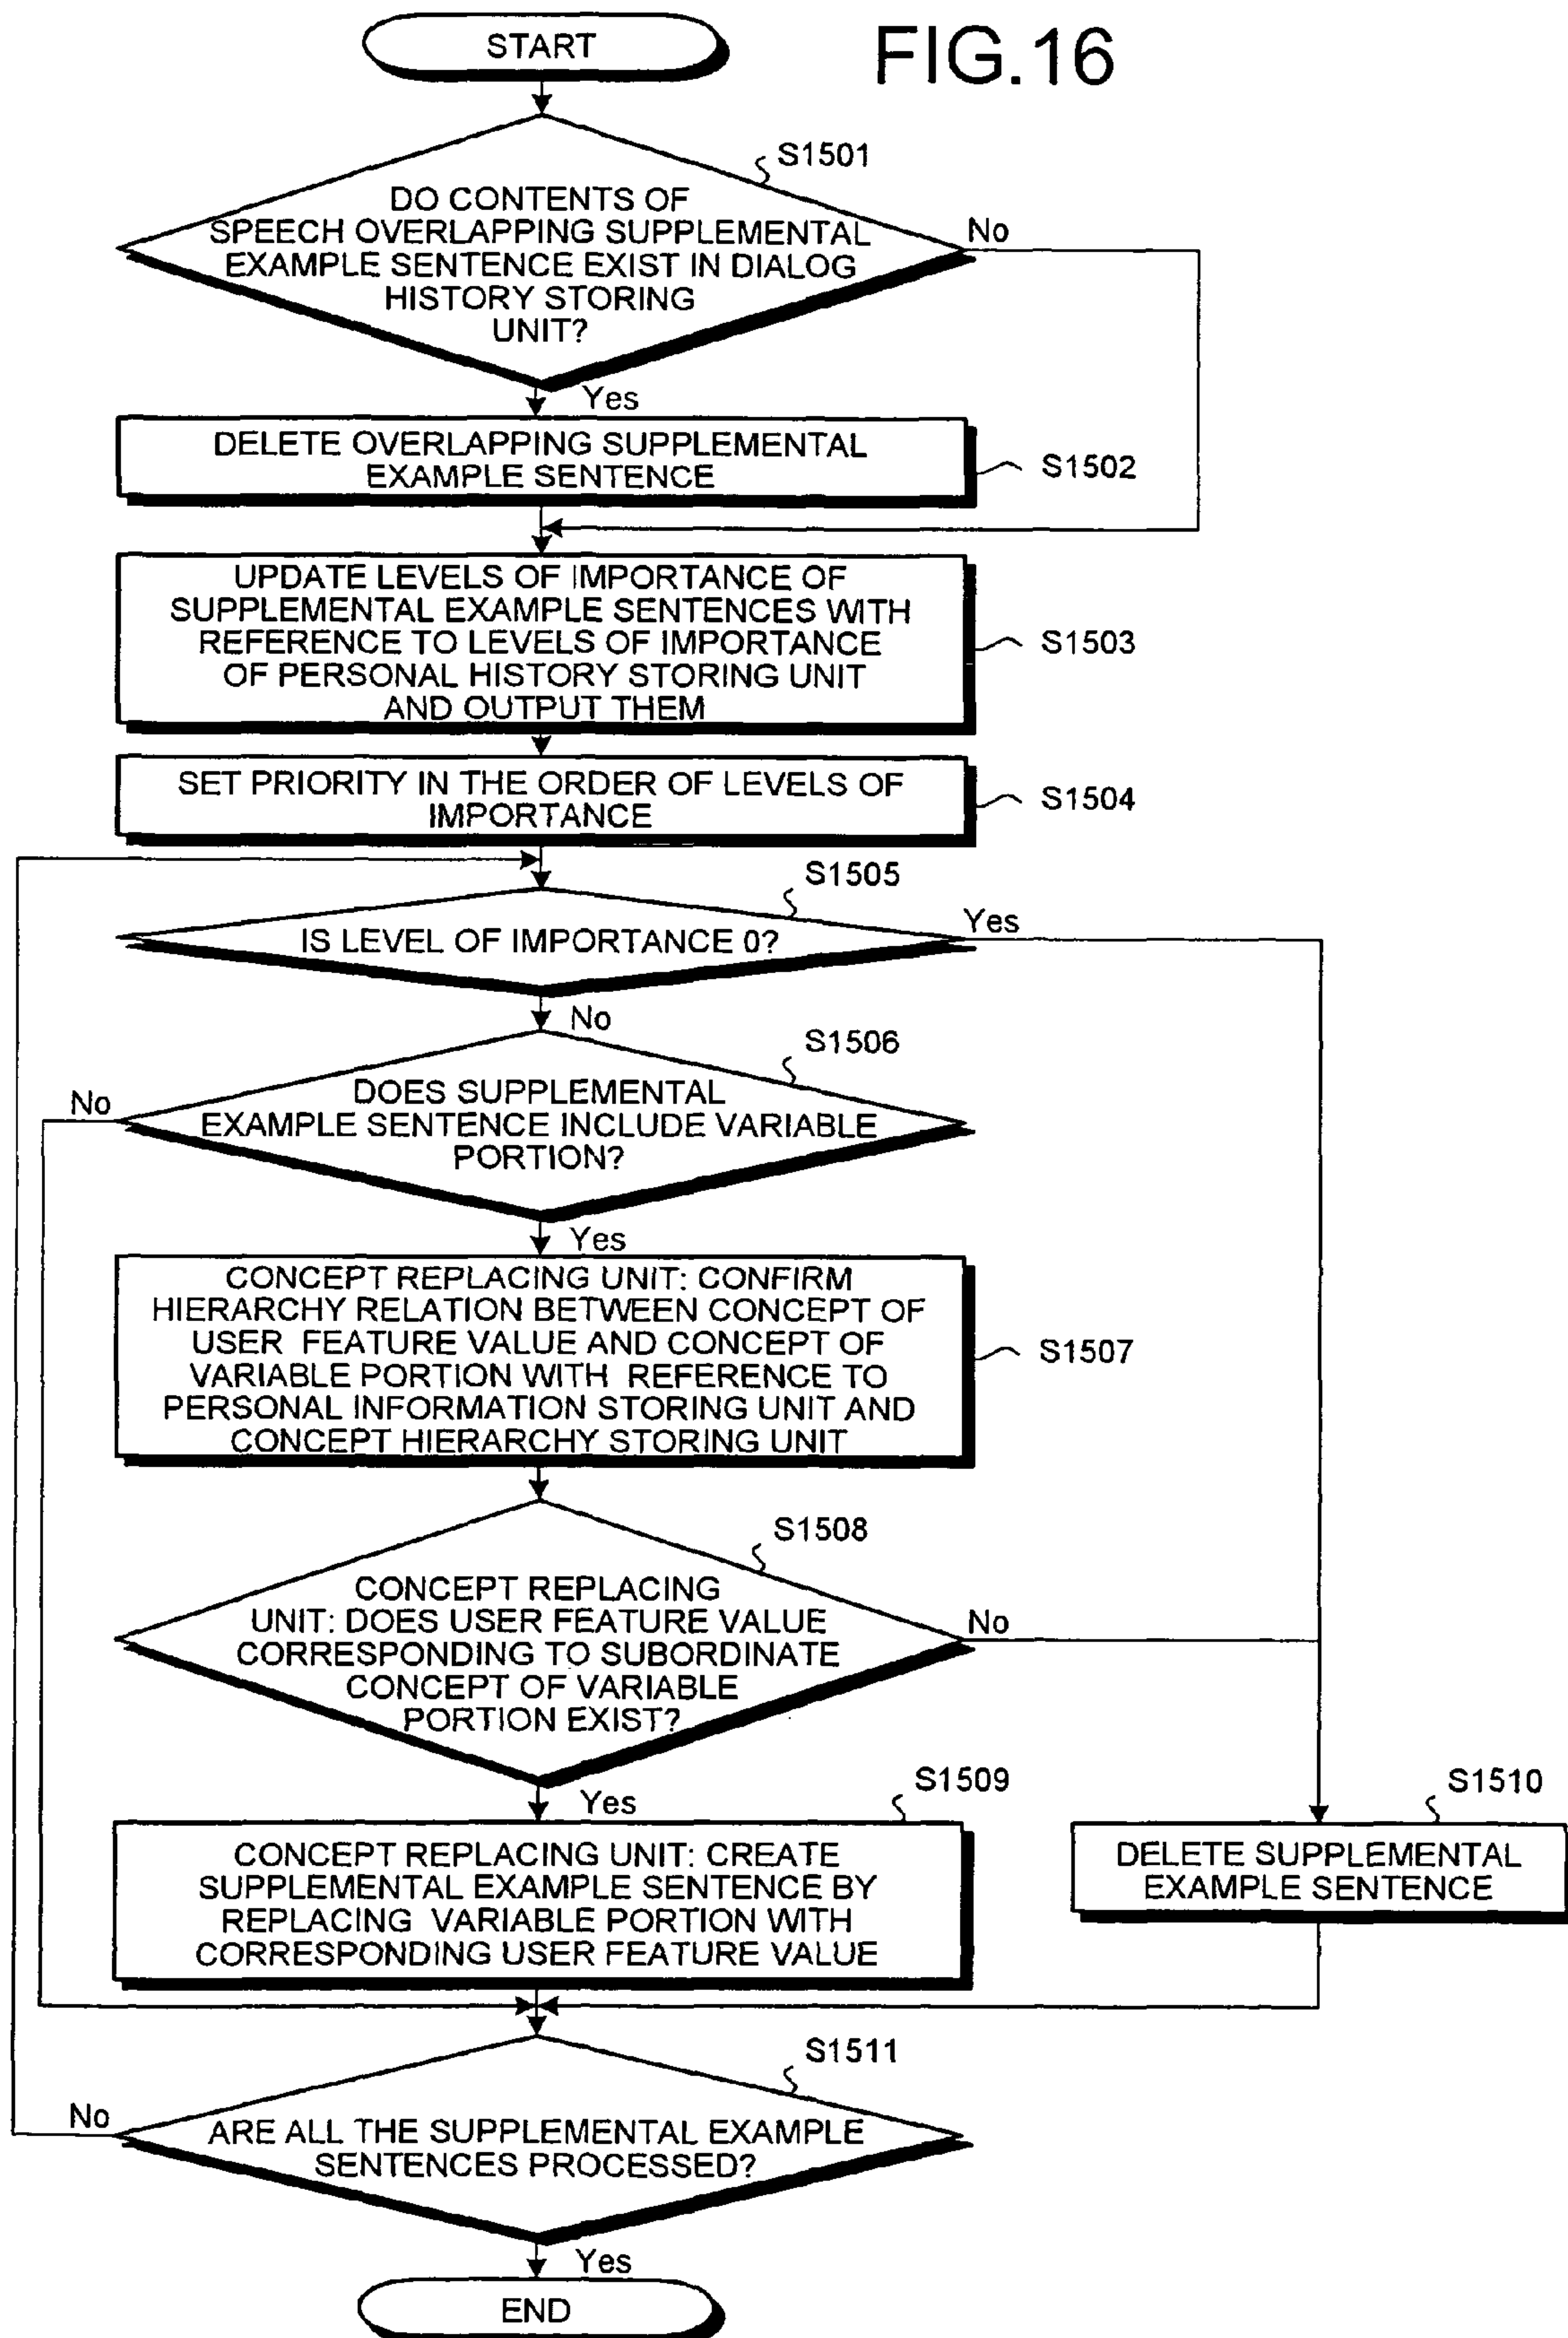 START
FIG.16
S1501
DO CONTENTS OF
SPEECH OVERLAPPING SUPPLEMENTAL
EXAMPLE SENTENCE EXIST IN DIALOG
HISTORY STORING
UNIT?
No
Yes
DELETE OVERLAPPING SUPPLEMENTAL
EXAMPLE SENTENCE
S1502
UPDATE LEVELS OF IMPORTANCE OF
SUPPLEMENTAL EXAMPLE SENTENCES WITH
REFERENCE TO LEVELS OF IMPORTANCE
OF PERSONAL HISTORY STORING UNIT
AND OUTPUT THEM
S1503
SET PRIORITY IN THE ORDER OF LEVELS OF
IMPORTANCE
S1504
S1505
IS LEVEL OF IMPORTANCE 0?
Yes
No
S1506
DOES SUPPLEMENTAL
EXAMPLE SENTENCE INCLUDE VARIABLE
PORTION?
No
Yes
CONCEPT REPLACING UNIT: CONFIRM
HIERARCHY RELATION BETWEEN CONCEPT OF
USER FEATURE VALUE AND CONCEPT OF
VARIABLE PORTION WITH REFERENCE TO
PERSONAL INFORMATION STORING UNIT AND
CONCEPT HIERARCHY STORING UNIT
S1507
S1508
CONCEPT REPLACING
UNIT: DOES USER FEATURE VALUE
CORRESPONDING TO SUBORDINATE
CONCEPT OF VARIABLE
PORTION EXIST?
No
Yes
S1509
CONCEPT REPLACING UNIT: CREATE
SUPPLEMENTAL EXAMPLE SENTENCE BY
REPLACING VARIABLE PORTION WITH
CORRESPONDING USER FEATURE VALUE
S1510
DELETE SUPPLEMENTAL
EXAMPLE SENTENCE
S1511
ARE ALL THE SUPPLEMENTAL EXAMPLE
SENTENCES PROCESSED?
No
Yes
END